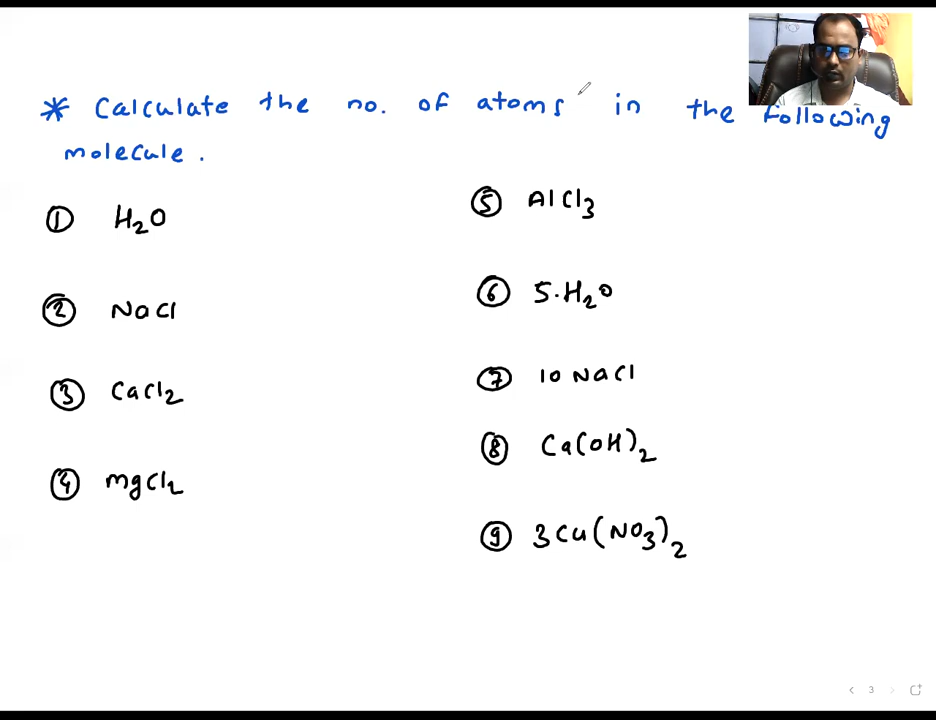 * Calculate the no. of atoms in the following
molecule.
① H₂O
② NaCl
③ CaCl₂
④ mgCl₂
⑤ AlCl₃
⑥ 5·H₂O
⑦ 10 NaCl
⑧ Ca(OH)₂
⑨ 3Cu(NO₃)₂
3